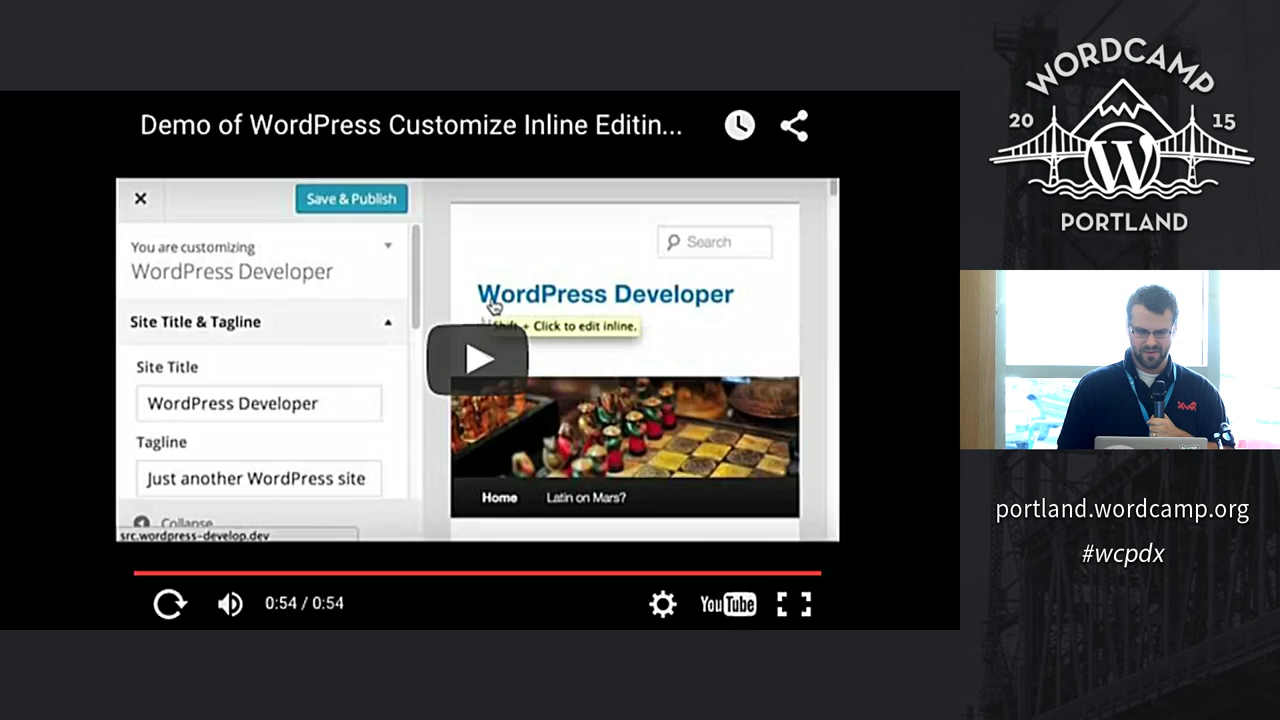 Demo of WordPress Customize Inline Editin...
Save & Publish
You are customizing
WordPress Developer
Site Title & Tagline
Site Title
WordPress Developer
Tagline
Just another WordPress site
Collapse
src.wordpress-develop.dev
Search
WordPress Developer
Shift + Click to edit inline.
Home Latin on Mars?
0:54 / 0:54
YouTube
WORDCAMP
20 15
W
PORTLAND
portland.wordcamp.org
#wcpdx